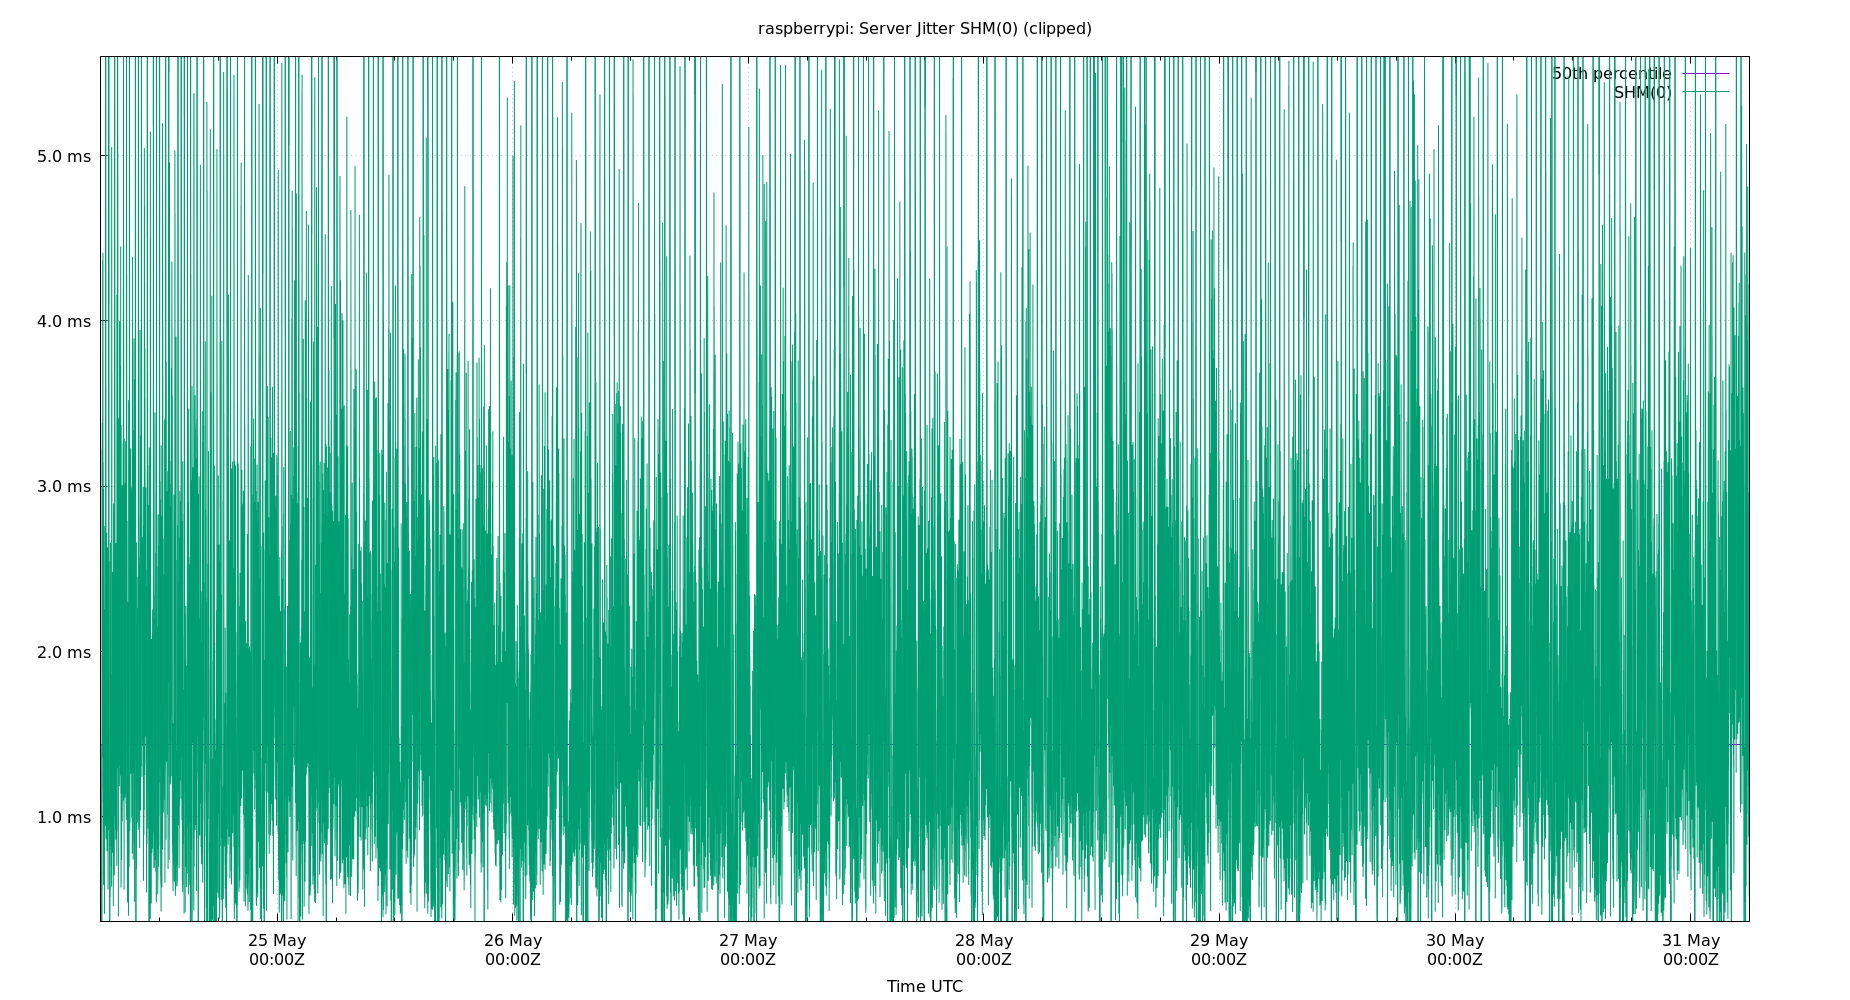 raspberrypi: Server Jitter SHM(0) (clipped)
50th percentile
SHM(0)
5.0 ms
4.0 ms
3.0 ms
2.0 ms
1.0 ms
25 May 26 May 27 May 28 May 29 May 30 May 31 May
00:00Z 00:00Z 00:00Z 00:00Z 00:00Z 00:00Z 00:00Z
Time UTC